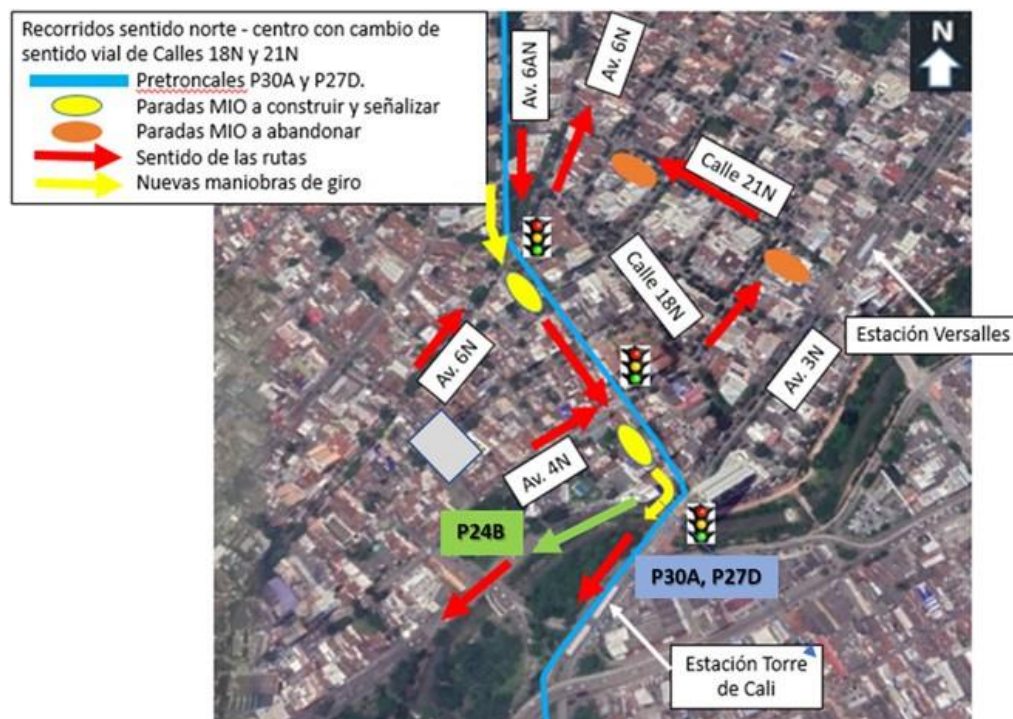 Recorridos sentido norte - centro con cambio de
sentido vial de Calles 18N y 21N
Pretroncales P30A y P27D.
Paradas MIO a construir y señalizar
Paradas MIO a abandonar
Sentido de las rutas
Nuevas maniobras de giro
N
Av. 6AN
Av. 6N
Calle 21N
Calle 18N
Estación Versalles
Av. 6N
Av. 3N
Av. 4N
P24B
P30A, P27D
Estación Torre
de Cali